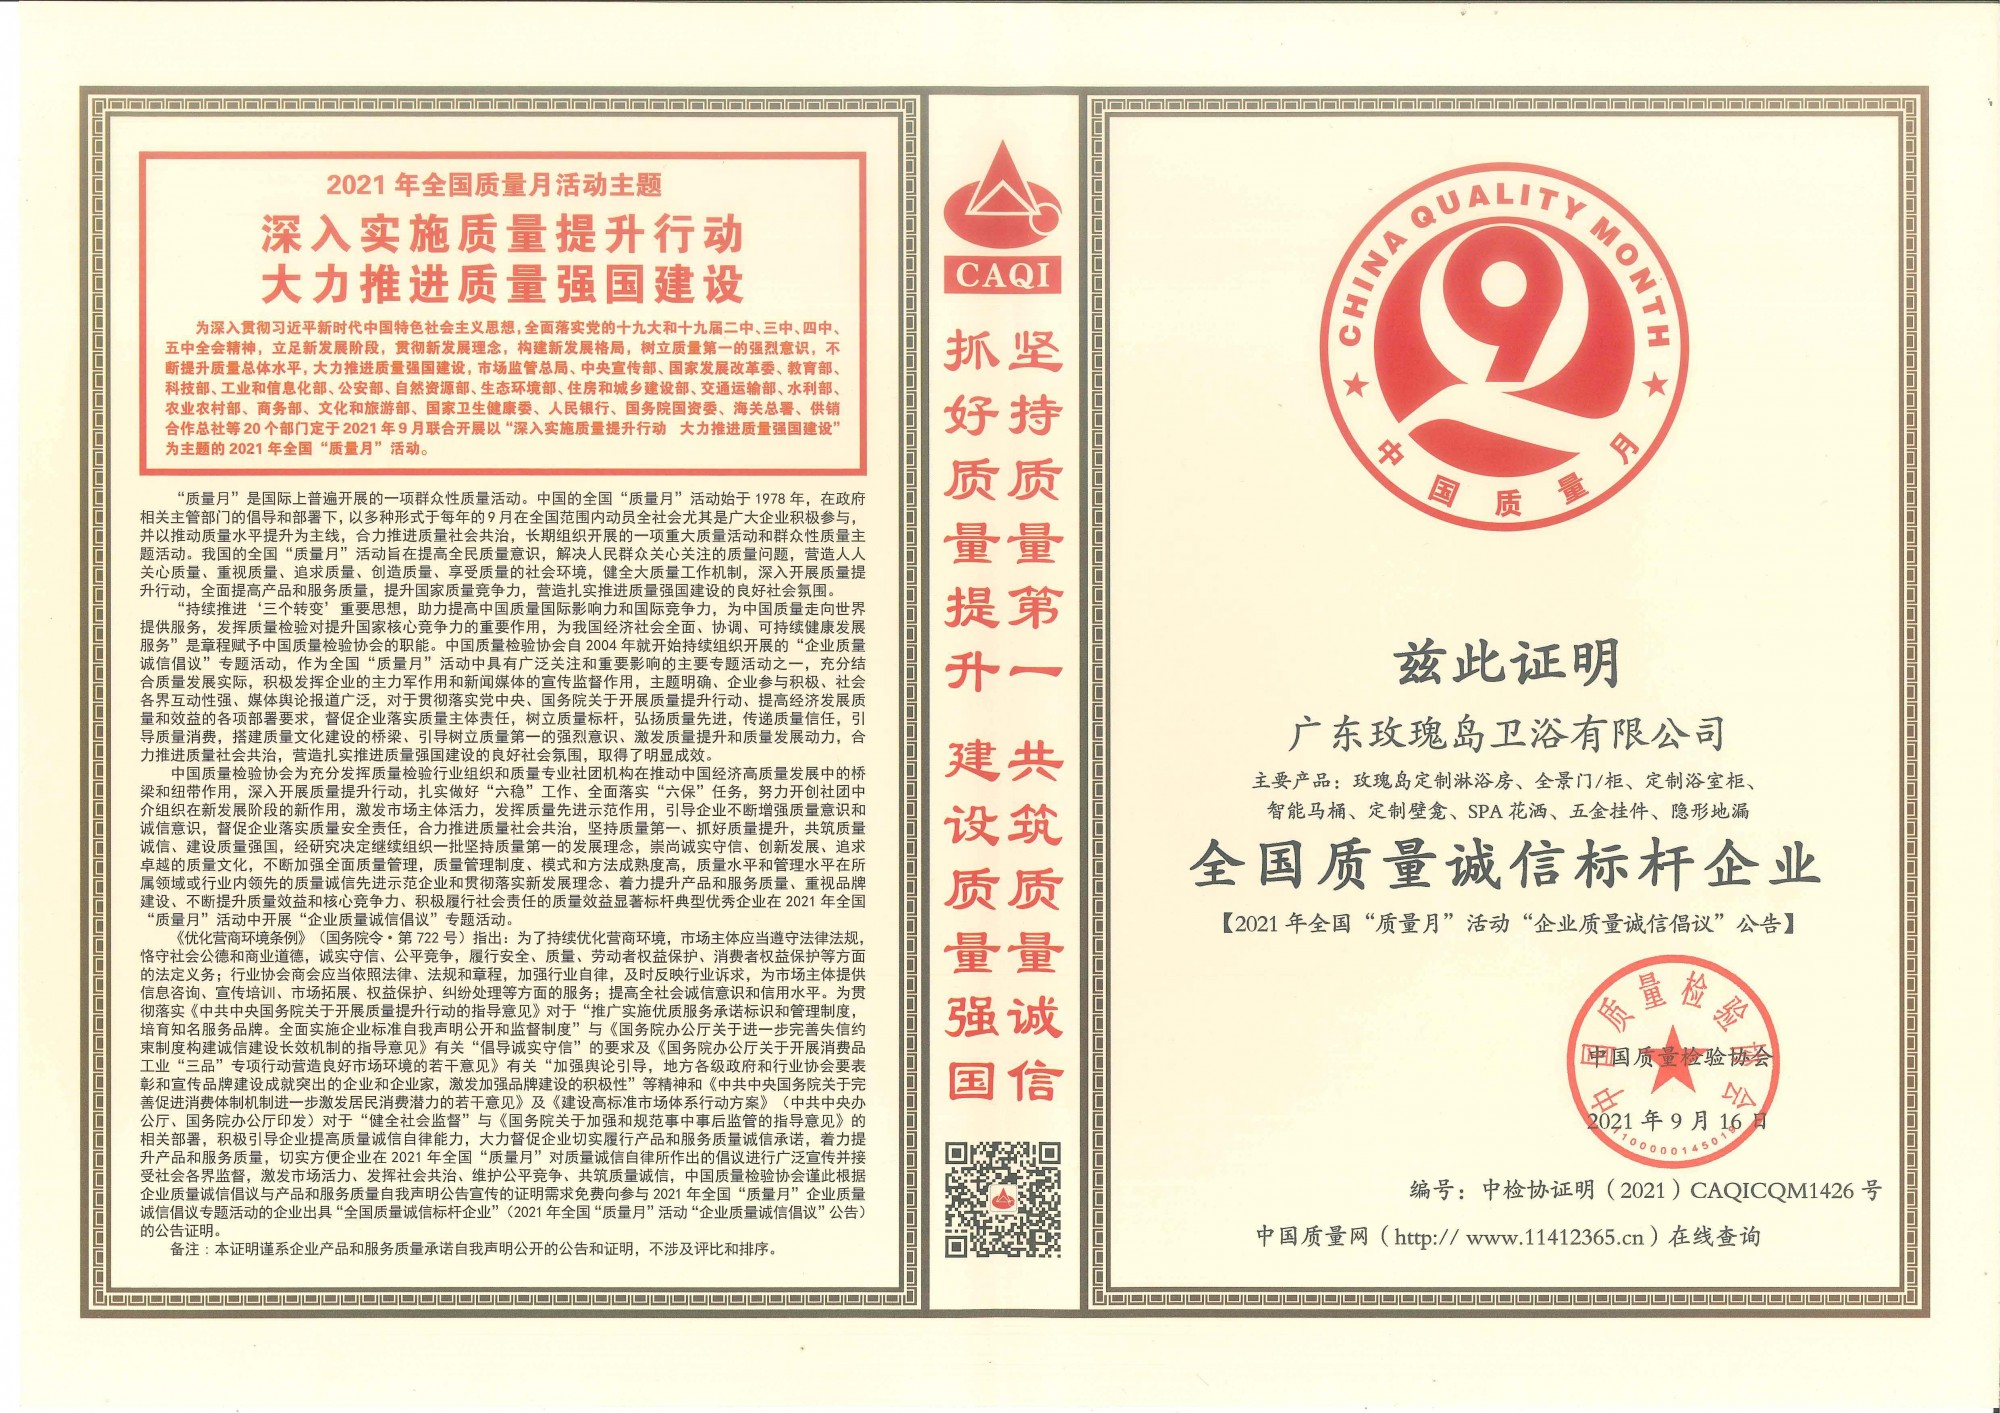 2021 年全国质量月活动主题
深入实施质量提升行动
大力推进质量强国建设
为深入贯彻习近平新时代中国特色社会主义思想，全面落实党的十九大和十九届二中、三中、四中、
五中全会精神，立足新发展阶段，贯彻新发展理念，构建新发展格局，树立质量第一的强烈意识，不
断提升质量总体水平，大力推进质量强国建设，市场监管总局、中央宣传部、国家发展改革委、教育部、
科技部、工业和信息化部、公安部、自然资源部、生态环境部、住房和城乡建设部、交通运输部、水利部、
农业农村部、商务部、文化和旅游部、国家卫生健康委、人民银行、国务院国资委、海关总署、供销
合作总社等 20 个部门定于 2021 年 9 月联合开展以“深入实施质量提升行动 大力推进质量强国建设”
为主题的 2021 年全国“质量月”活动。
“质量月”是国际上普遍开展的一项群众性质量活动。中国的全国“质量月”活动始于 1978 年，在政府
相关主管部门的倡导和部署下，以多种形式于每年的 9 月在全国范围内动员全社会尤其是广大企业积极参与，
并以推动质量水平提升为主线，合力推进质量社会共治，长期组织开展的一项重大质量活动和群众性质量主
题活动。我国的全国“质量月”活动旨在提高全民质量意识，解决人民群众关心关注的质量问题，营造人人
关心质量、重视质量、追求质量、创造质量、享受质量的社会环境，健全大质量工作机制，深入开展质量提
升行动，全面提高产品和服务质量，提升国家质量竞争力，营造扎实推进质量强国建设的良好社会氛围。
“持续推进‘三个转变’重要思想，助力提高中国质量国际影响力和国际竞争力，为中国质量走向世界
提供服务，发挥质量检验对提升国家核心竞争力的重要作用，为我国经济社会全面、协调、可持续健康发展
服务”是章程赋予中国质量检验协会的职能。中国质量检验协会自 2004 年就开始持续组织开展的“企业质量
诚信倡议”专题活动，作为全国“质量月”活动中具有广泛关注和重要影响的主要专题活动之一，充分结
合质量发展实际，积极发挥企业的主力军作用和新闻媒体的宣传监督作用，主题明确、企业参与积极、社会
各界互动性强、媒体舆论报道广泛，对于贯彻落实党中央、国务院关于开展质量提升行动、提高经济发展质
量和效益的各项部署要求，督促企业落实质量主体责任，树立质量标杆，弘扬质量先进，传递质量信任，引
导质量消费，搭建质量文化建设的桥梁、引导树立质量第一的强烈意识、激发质量提升和质量发展动力，合
力推进质量社会共治，营造扎实推进质量强国建设的良好社会氛围，取得了明显成效。
中国质量检验协会为充分发挥质量检验行业组织和质量专业社团机构在推动中国经济高质量发展中的桥
梁和纽带作用，深入开展质量提升行动，扎实做好“六稳”工作、全面落实“六保”任务，努力开创社团中
介组织在新发展阶段的新作用，激发市场主体活力，发挥质量先进示范作用，引导企业不断增强质量意识和
诚信意识，督促企业落实质量安全责任，合力推进质量社会共治，坚持质量第一、抓好质量提升，共筑质量
诚信、建设质量强国，经研究决定继续组织一批坚持质量第一的发展理念，崇尚诚实守信、创新发展、追求
卓越的质量文化，不断加强全面质量管理，质量管理制度、模式和方法成熟度高，质量水平和管理水平在所
属领域或行业内领先的质量诚信先进示范企业和贯彻落实新发展理念、着力提升产品和服务质量、重视品牌
建设、不断提升质量效益和核心竞争力、积极履行社会责任的质量效益显著标杆典型优秀企业在 2021 年全国
“质量月”活动中开展“企业质量诚信倡议”专题活动。
《优化营商环境条例》（国务院令·第 722 号）指出：为了持续优化营商环境，市场主体应当遵守法律法规，
恪守社会公德和商业道德，诚实守信、公平竞争，履行安全、质量、劳动者权益保护、消费者权益保护等方面
的法定义务；行业协会商会应当依照法律、法规和章程，加强行业自律，及时反映行业诉求，为市场主体提供
信息咨询、宣传培训、市场拓展、权益保护、纠纷处理等方面的服务；提高全社会诚信意识和信用水平。为贯
彻落实《中共中央国务院关于开展质量提升行动的指导意见》对于“推广实施优质服务承诺标识和管理制度，
培育知名服务品牌。全面实施企业标准自我声明公开和监督制度”与《国务院办公厅关于进一步完善失信约
束制度构建诚信建设长效机制的指导意见》有关“倡导诚实守信”的要求及《国务院办公厅关于开展消费品
工业“三品”专项行动营造良好市场环境的若干意见》有关“加强舆论引导，地方各级政府和行业协会要表
彰和宣传品牌建设成就突出的企业和企业家，激发加强品牌建设的积极性”等精神和《中共中央国务院关于完
善促进消费体制机制进一步激发居民消费潜力的若干意见》及《建设高标准市场体系行动方案》（中共中央办
公厅、国务院办公厅印发）对于“健全社会监督”与《国务院关于加强和规范事中事后监管的指导意见》的
相关部署，积极引导企业提高质量诚信自律能力，大力督促企业切实履行产品和服务质量诚信承诺，着力提
升产品和服务质量，切实方便企业在 2021 年全国“质量月”对质量诚信自律所作出的倡议进行广泛宣传并接
受社会各界监督，激发市场活力、发挥社会共治、维护公平竞争、共筑质量诚信，中国质量检验协会谨此根据
企业质量诚信倡议与产品和服务质量自我声明公告宣传的证明需求免费向参与 2021 年全国“质量月”企业质量
诚信倡议专题活动的企业出具“全国质量诚信标杆企业”（2021 年全国“质量月”活动“企业质量诚信倡议”公告）
的公告证明。
备注：本证明谨系企业产品和服务质量承诺自我声明公开的公告和证明，不涉及评比和排序。
CAQI
坚持质量第一 共筑质量诚信
抓好质量提升 建设质量强国
CHINA QUALITY MONTH
中国质量月
兹此证明
广东玫瑰岛卫浴有限公司
主要产品：玫瑰岛定制淋浴房、全景门/柜、定制浴室柜、
智能马桶、定制壁龛、SPA 花洒、五金挂件、隐形地漏
全国质量诚信标杆企业
【2021 年全国“质量月”活动“企业质量诚信倡议”公告】
中国质量检验协会
中国质量检验协会
2021 年 9 月 16 日
1100000145019
编号：中检协证明（2021）CAQICQM1426 号
中国质量网（http:// www.11412365.cn）在线查询